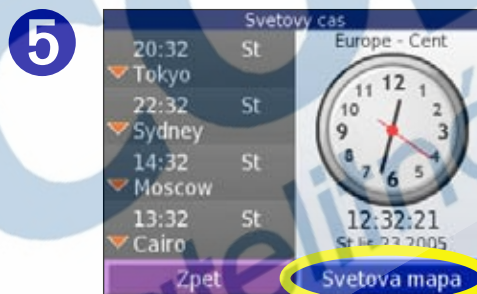 5
Svetovy cas
20:32 St
Tokyo
22:32 St
Sydney
14:32 St
Moscow
13:32 St
Cairo
Europe - Cent
12 1 2 3 4 5 6 7 8 9 10 11
12:32:21
St lis 23 2005
Zpet
Svetova mapa